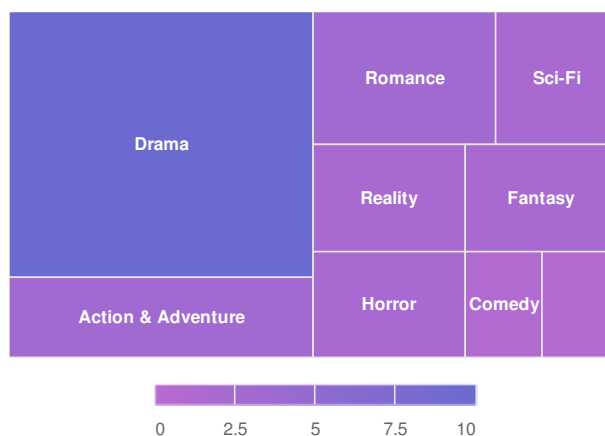 Drama
Romance
Sci-Fi
Reality
Fantasy
Action & Adventure
Horror
Comedy
0
2.5
5
7.5
10